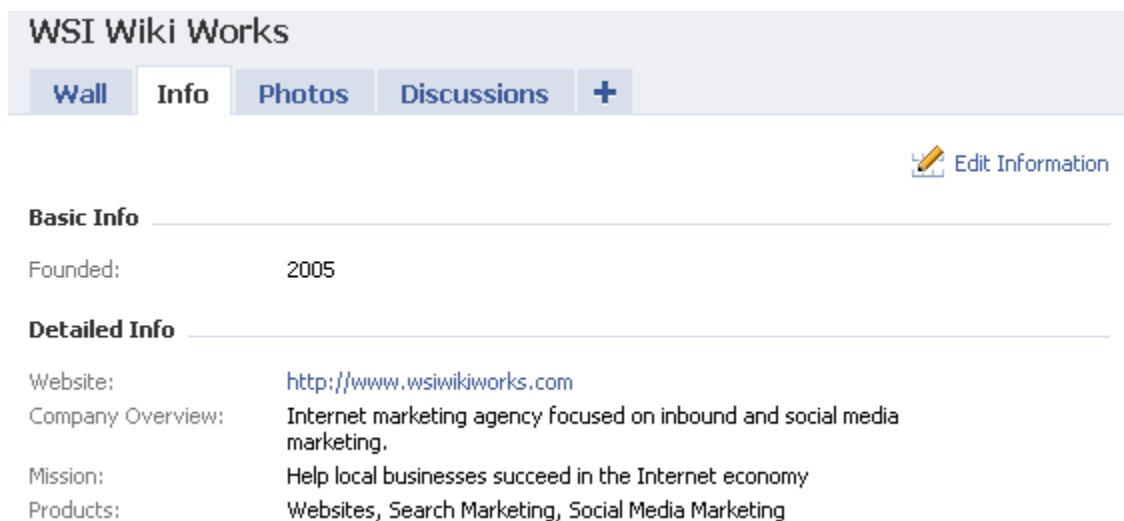 WSI Wiki Works
Wall Info Photos Discussions +
Edit Information
Basic Info
Founded: 2005
Detailed Info
Website: http://www.wsiwikiworks.com
Company Overview: Internet marketing agency focused on inbound and social media
marketing.
Mission: Help local businesses succeed in the Internet economy
Products: Websites, Search Marketing, Social Media Marketing